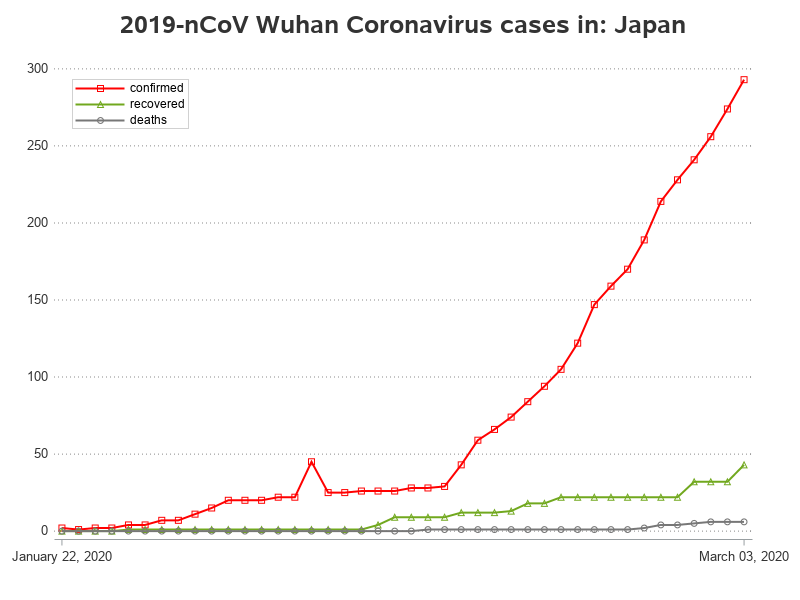 2019-nCoV Wuhan Coronavirus cases in: Japan
300
confirmed
recovered
deaths
250
200
150
100
50
0
January 22, 2020 March 03, 2020